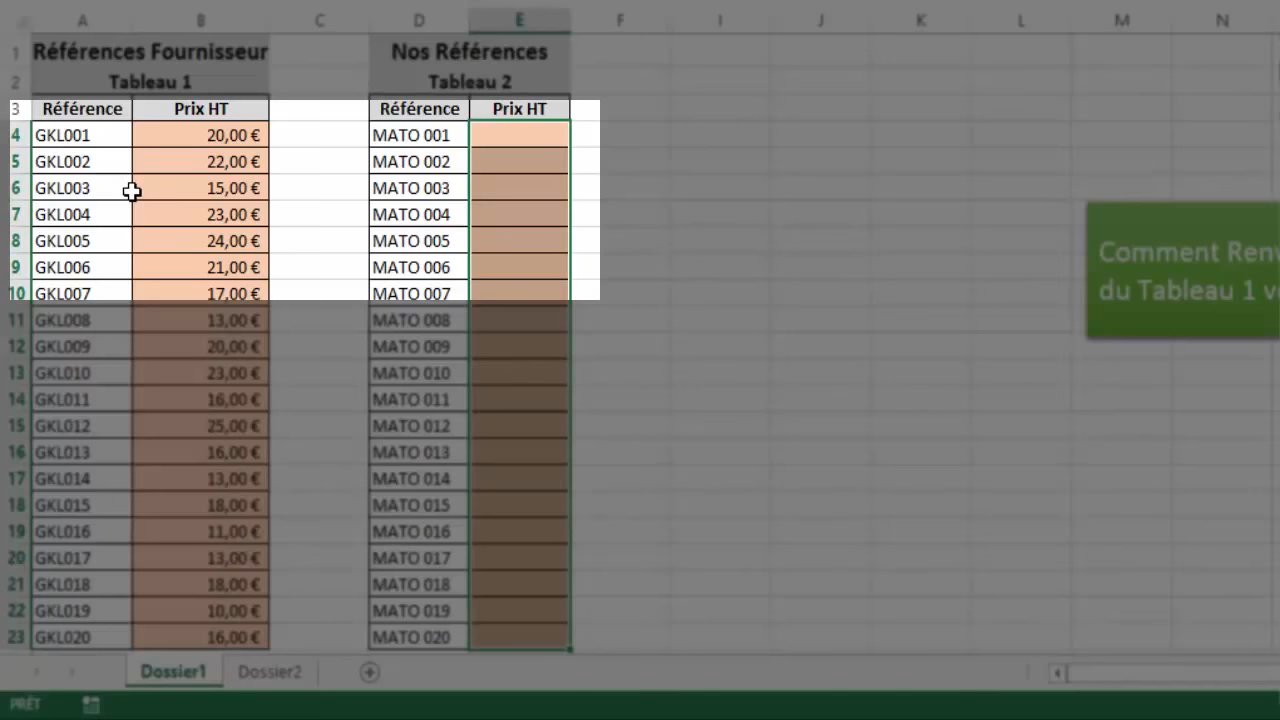 A B C D E F I J K L M N
1 Références Fournisseur Nos Références
2 Tableau 1 Tableau 2
3 Référence Prix HT Référence Prix HT
4 GKL001 20,00 € MATO 001
5 GKL002 22,00 € MATO 002
6 GKL003 15,00 € MATO 003
7 GKL004 23,00 € MATO 004
8 GKL005 24,00 € MATO 005
9 GKL006 21,00 € MATO 006
10 GKL007 17,00 € MATO 007
11 GKL008 13,00 € MATO 008
12 GKL009 20,00 € MATO 009
13 GKL010 23,00 € MATO 010
14 GKL011 16,00 € MATO 011
15 GKL012 25,00 € MATO 012
16 GKL013 16,00 € MATO 013
17 GKL014 13,00 € MATO 014
18 GKL015 18,00 € MATO 015
19 GKL016 11,00 € MATO 016
20 GKL017 13,00 € MATO 017
21 GKL018 18,00 € MATO 018
22 GKL019 10,00 € MATO 019
23 GKL020 16,00 € MATO 020
Comment
du Tableau 1
Dossier1 Dossier2
PRÊT